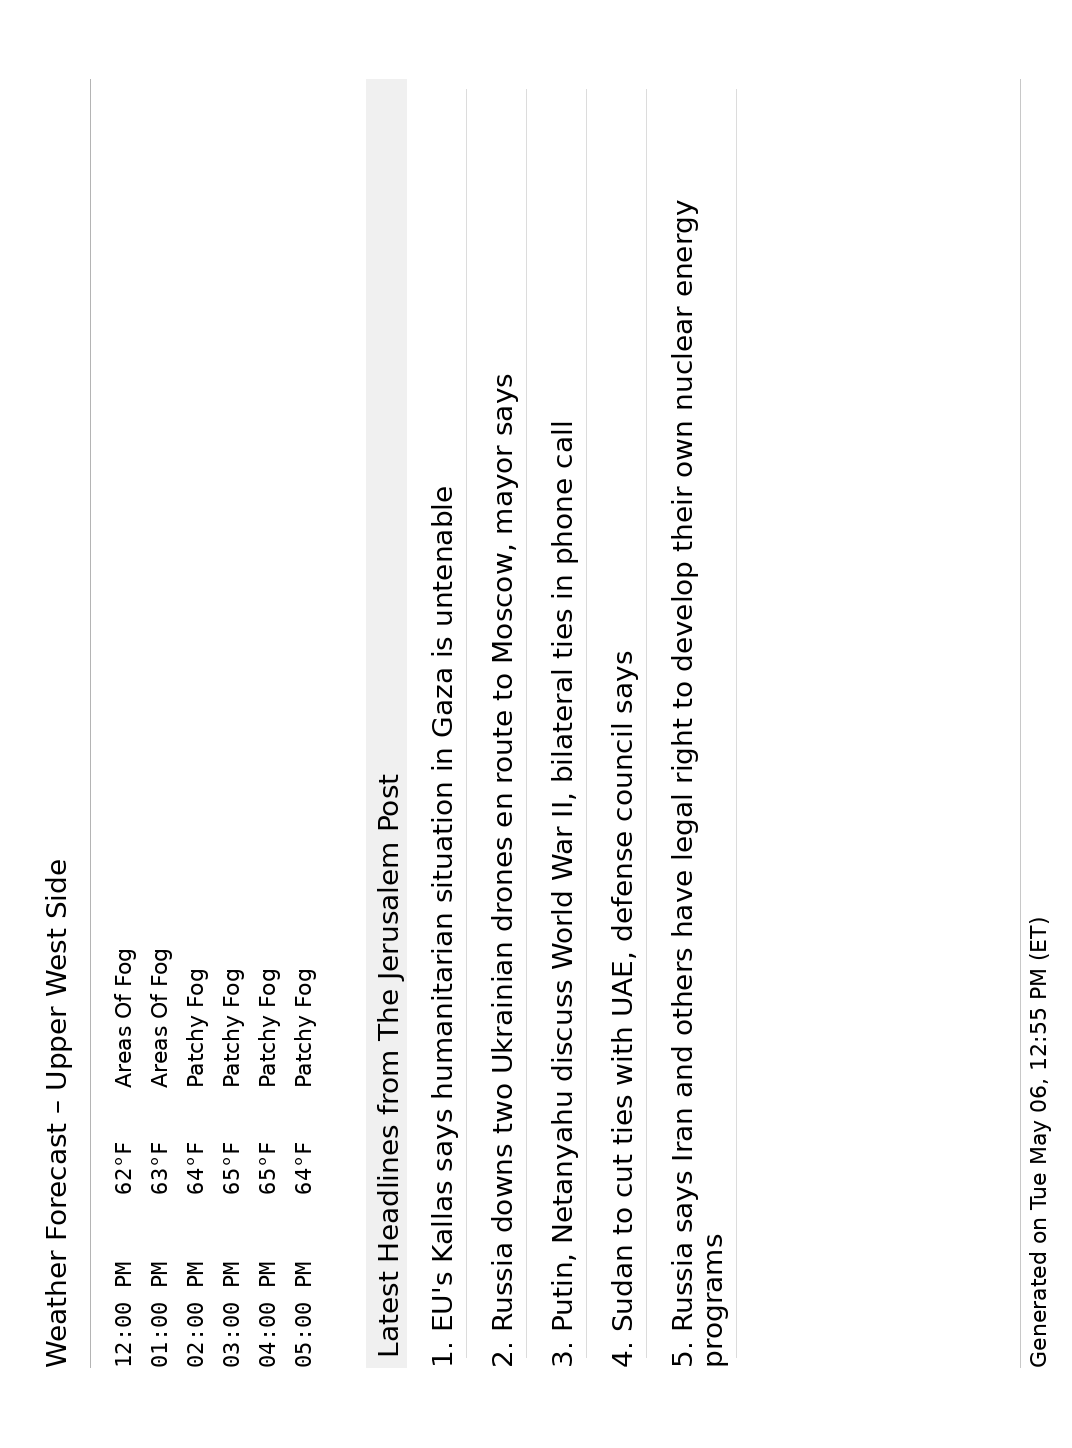 Weather Forecast – Upper West Side
12:00 PM 62°F Areas Of Fog
01:00 PM 63°F Areas Of Fog
02:00 PM 64°F Patchy Fog
03:00 PM 65°F Patchy Fog
04:00 PM 65°F Patchy Fog
05:00 PM 64°F Patchy Fog
Latest Headlines from The Jerusalem Post
1. EU's Kallas says humanitarian situation in Gaza is untenable
2. Russia downs two Ukrainian drones en route to Moscow, mayor says
3. Putin, Netanyahu discuss World War II, bilateral ties in phone call
4. Sudan to cut ties with UAE, defense council says
5. Russia says Iran and others have legal right to develop their own nuclear energy
programs
Generated on Tue May 06, 12:55 PM (ET)